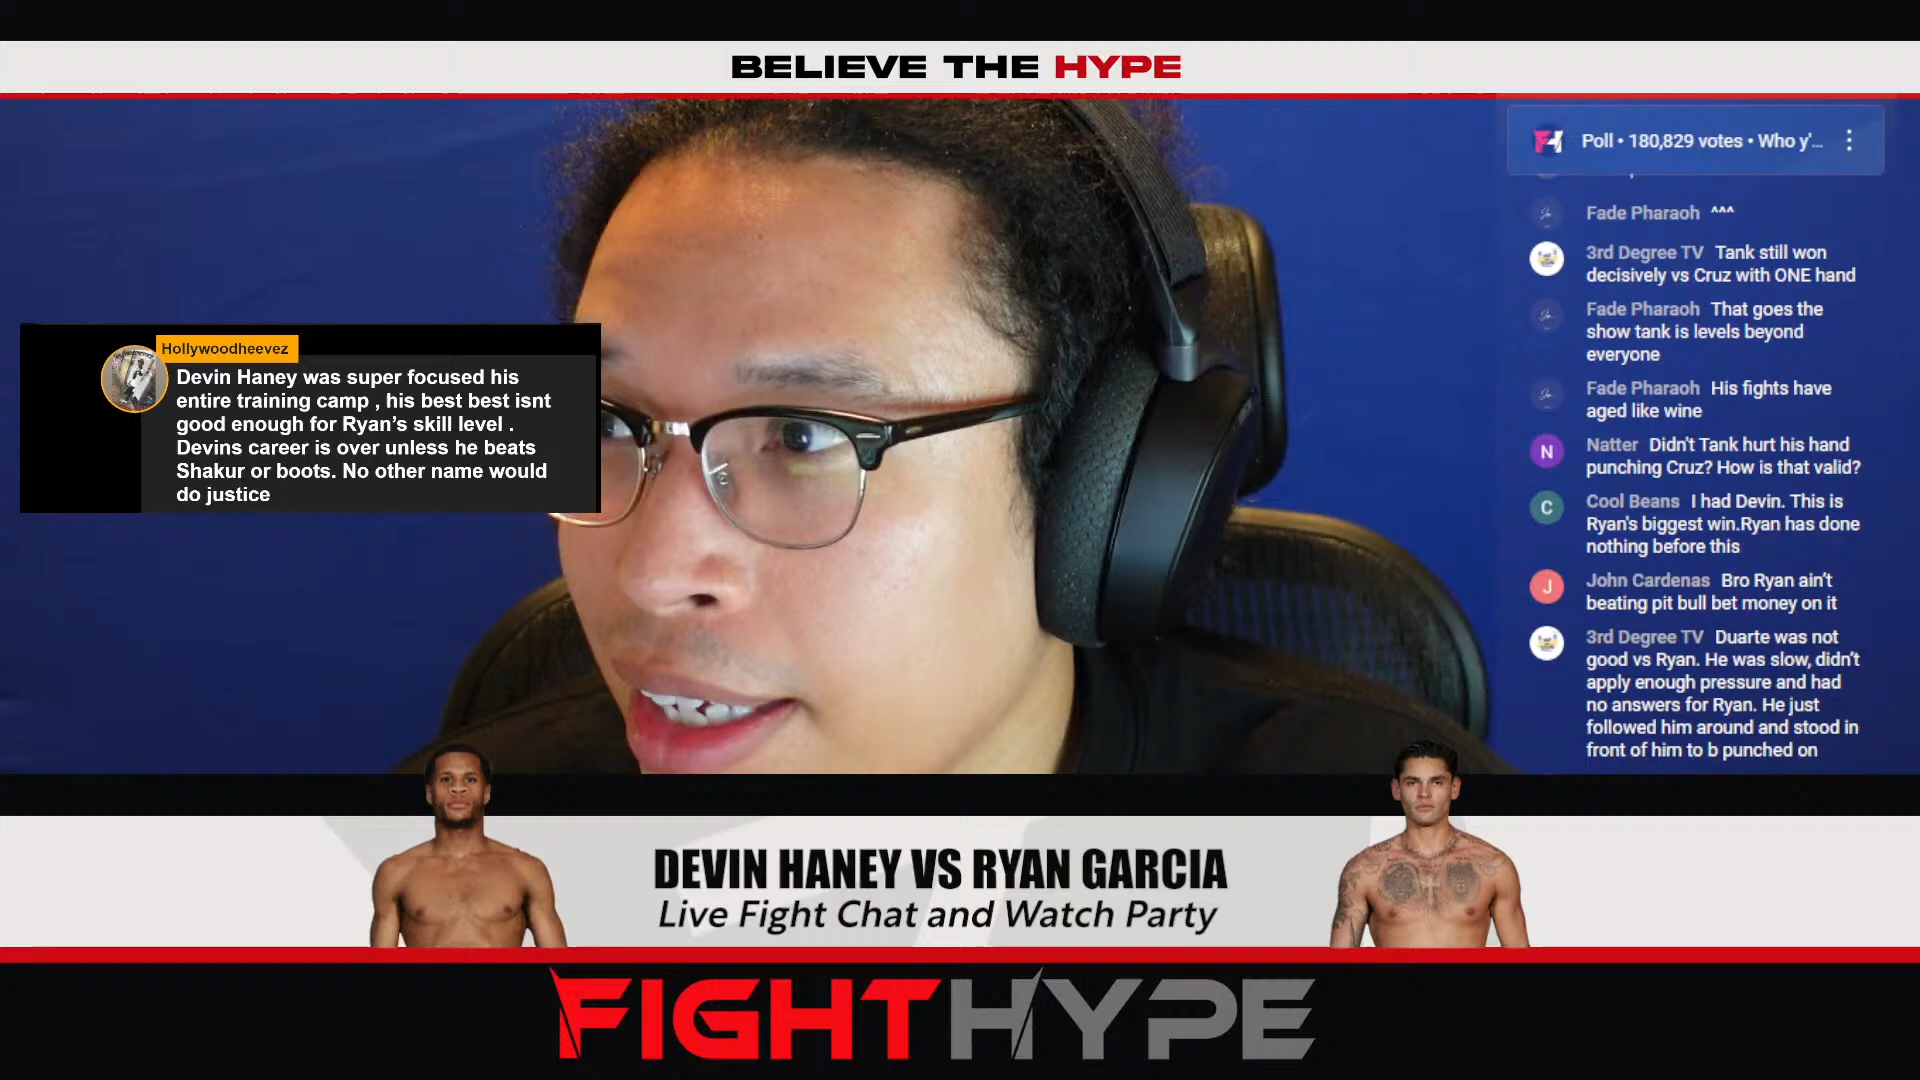 BELIEVE THE HYPE
Hollywoodheevez
Devin Haney was super focused his
entire training camp , his best best isnt
good enough for Ryan’s skill level .
Devins career is over unless he beats
Shakur or boots. No other name would
do justice
Poll • 180,829 votes • Who y'...
Fade Pharaoh ^^^
3rd Degree TV Tank still won
decisively vs Cruz with ONE hand
Fade Pharaoh That goes the
show tank is levels beyond
everyone
Fade Pharaoh His fights have
aged like wine
N
Natter Didn't Tank hurt his hand
punching Cruz? How is that valid?
C
Cool Beans I had Devin. This is
Ryan's biggest win.Ryan has done
nothing before this
J
John Cardenas Bro Ryan ain’t
beating pit bull bet money on it
3rd Degree TV Duarte was not
good vs Ryan. He was slow, didn’t
apply enough pressure and had
no answers for Ryan. He just
followed him around and stood in
front of him to b punched on
DEVIN HANEY VS RYAN GARCIA
Live Fight Chat and Watch Party
FIGHTHYPE